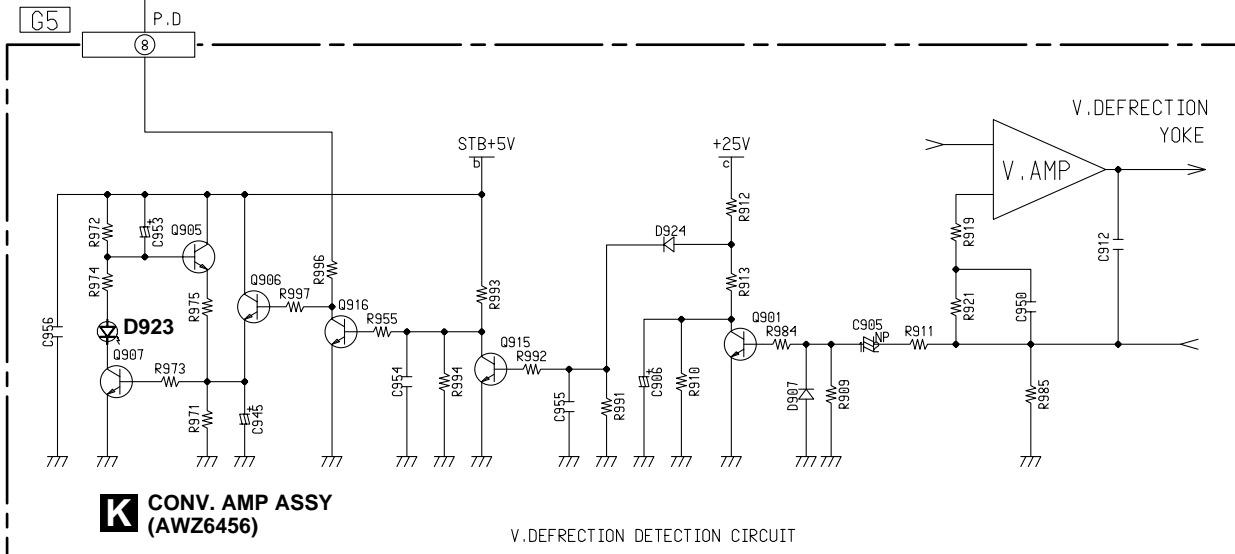 G5
P.D
8
V.DEFRECTION
YOKE
STB+5V
b
+25V
c
V.AMP
R972
C953
Q905
R912
D924
R919
C912
R974
Q906
R996
R993
R913
R997
Q916
R975
R921
C950
C956
D923
R955
Q915
Q901
R984
C905
NP
R911
Q907
R973
R992
C954
R994
C955
R991
C906
R910
D907
R909
R985
R971
C945
K CONV. AMP ASSY
(AWZ6456)
V.DEFRECTION DETECTION CIRCUIT